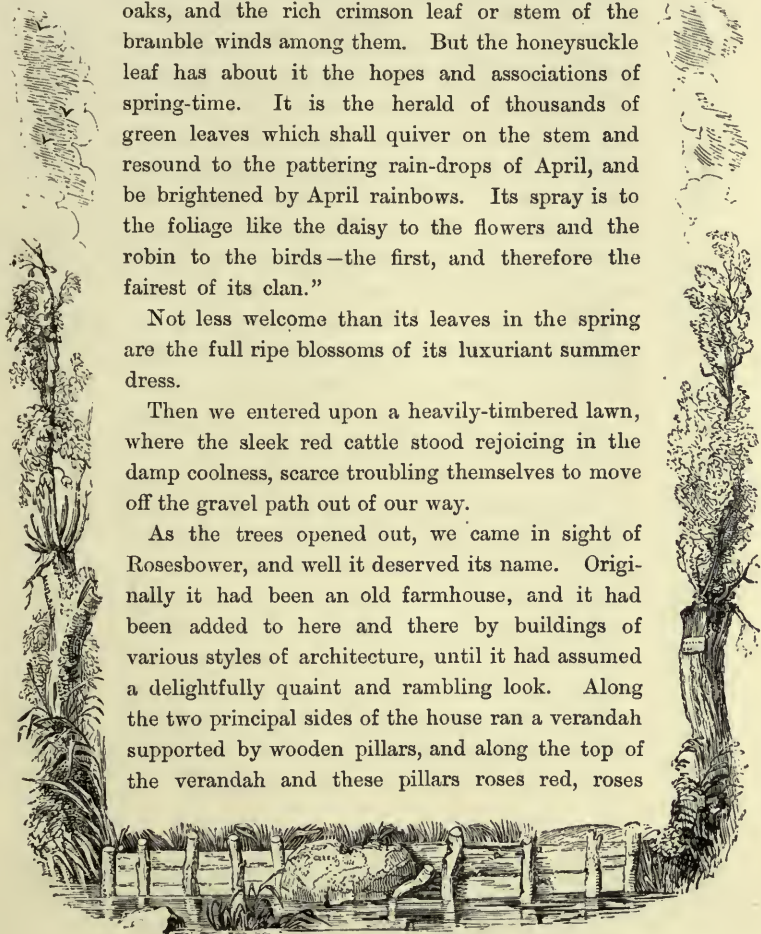 oaks, and the rich crimson leaf or stem of the
bramble winds among them. But the honeysuckle
leaf has about it the hopes and associations of
spring-time. It is the herald of thousands of
green leaves which shall quiver on the stem and
resound to the pattering rain-drops of April, and
be brightened by April rainbows. Its spray is to
the foliage like the daisy to the flowers and the
robin to the birds—the first, and therefore the
fairest of its clan.”
Not less welcome than its leaves in the spring
are the full ripe blossoms of its luxuriant summer
dress.
Then we entered upon a heavily-timbered lawn,
where the sleek red cattle stood rejoicing in the
damp coolness, scarce troubling themselves to move
off the gravel path out of our way.
As the trees opened out, we came in sight of
Rosesbower, and well it deserved its name. Origi-
nally it had been an old farmhouse, and it had
been added to here and there by buildings of
various styles of architecture, until it had assumed
a delightfully quaint and rambling look. Along
the two principal sides of the house ran a verandah
supported by wooden pillars, and along the top of
the verandah and these pillars roses red, roses